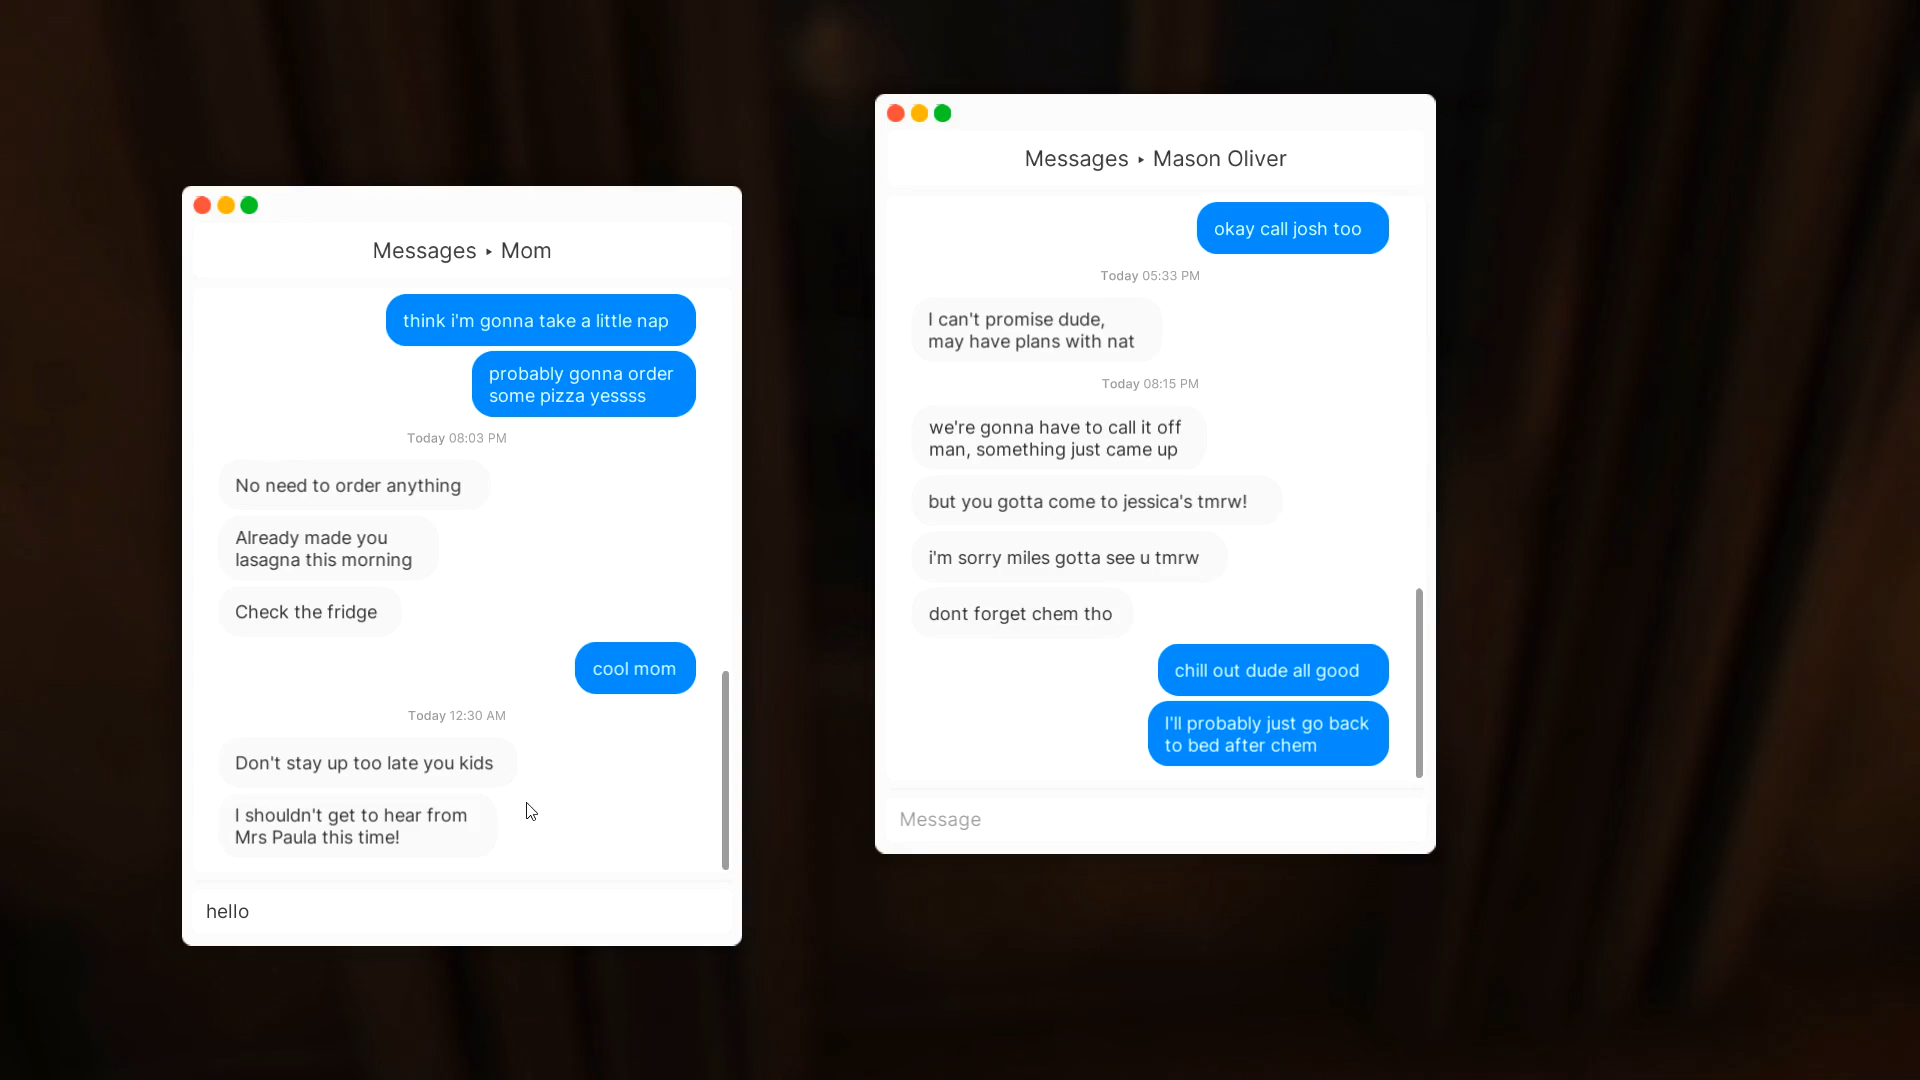 Messages ‣ Mom
think i'm gonna take a little nap
probably gonna order
some pizza yessss
Today 08:03 PM
No need to order anything
Already made you
lasagna this morning
Check the fridge
cool mom
Today 12:30 AM
Don't stay up too late you kids
I shouldn't get to hear from
Mrs Paula this time!
hello
Messages ‣ Mason Oliver
okay call josh too
Today 05:33 PM
I can't promise dude,
may have plans with nat
Today 08:15 PM
we're gonna have to call it off
man, something just came up
but you gotta come to jessica's tmrw!
i'm sorry miles gotta see u tmrw
dont forget chem tho
chill out dude all good
I'll probably just go back
to bed after chem
Message